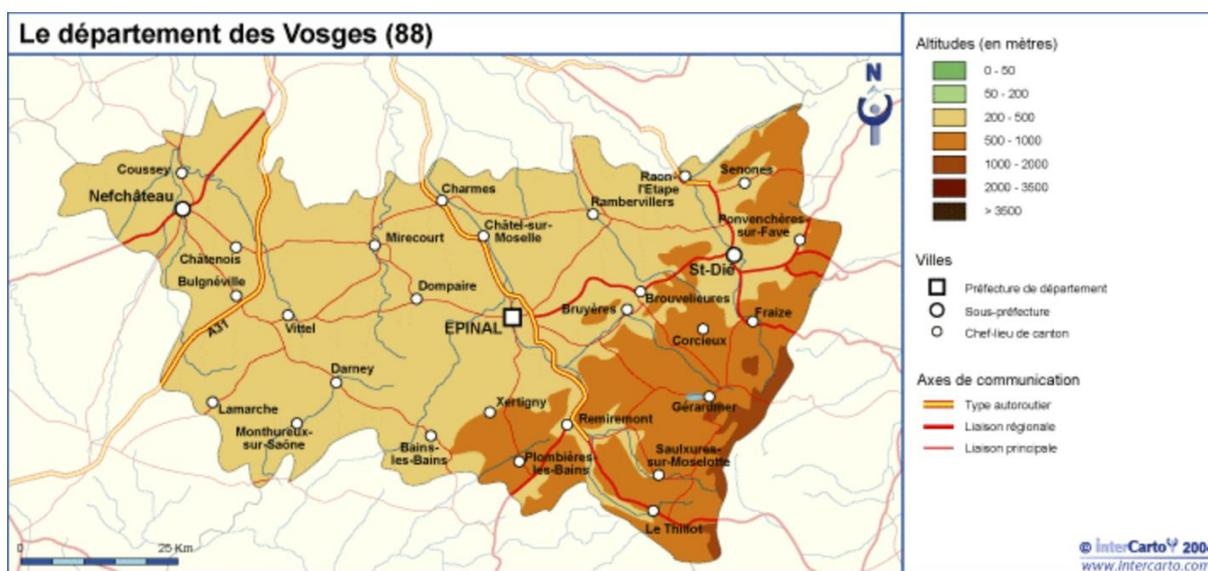 Le département des Vosges (88)
N
Coussey
Nefchâteau
Châtenois
Bulgnéville
A31
Vittel
Mirecourt
Charmes
Châtel-sur-
Moselle
Dompaire
EPINAL
Rambervillers
Raon-
l'Etape
Senones
Ponvenchères-
sur-Fave
St-Dié
Bruyères
Brouvelieures
Fraize
Corcieux
Gérardmer
Darney
Lamarche
Monthureux-
sur-Saône
Bains-
les-Bains
Xertigny
Remiremont
Plombières-
les-Bains
Saulxures-
sur-Moselotte
Le Thillot
0
25 Km
Altitudes (en mètres)
0 - 50
50 - 200
200 - 500
500 - 1000
1000 - 2000
2000 - 3500
> 3500
Villes
Préfecture de département
Sous-préfecture
Chef-lieu de canton
Axes de communication
Type autoroutier
Liaison régionale
Liaison principale
© interCarto 2004
www.intercarto.com